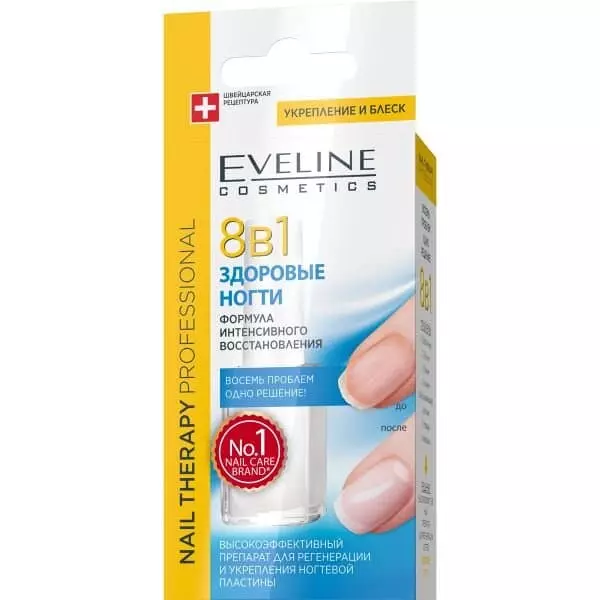 ШВЕЙЦАРСКАЯ
РЕЦЕПТУРА
УКРЕПЛЕНИЕ И БЛЕСК
EVELINE
COSMETICS
8в1
ЗДОРОВЫЕ
НОГТИ
ФОРМУЛА
ИНТЕНСИВНОГО
ВОССТАНОВЛЕНИЯ
ВОСЕМЬ ПРОБЛЕМ
ОДНО РЕШЕНИЕ!
до
после
No.1
NAIL CARE
BRAND*
ВЫСОКОЭФФЕКТИВНЫЙ
ПРЕПАРАТ ДЛЯ РЕГЕНЕРАЦИИ
И УКРЕПЛЕНИЯ НОГТЕВОЙ
ПЛАСТИНЫ
NAIL THERAPY PROFESSIONAL
8в1